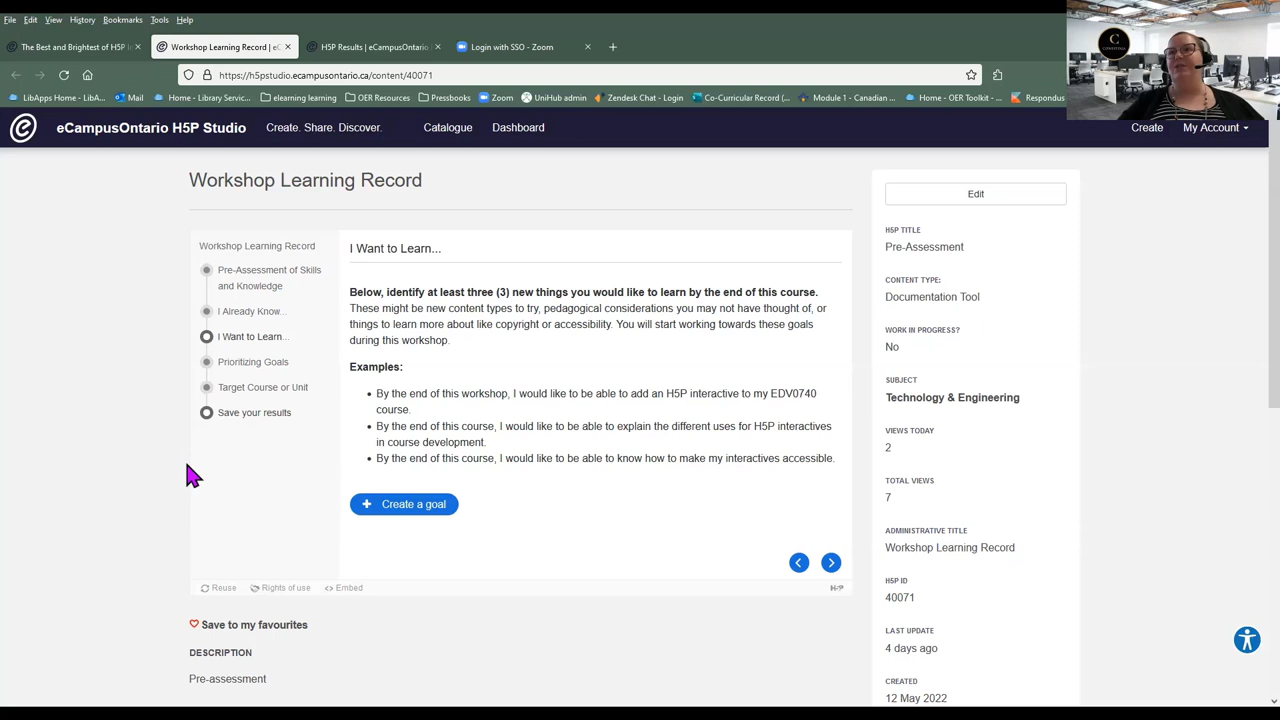 File Edit View History Bookmarks Tools Help
The Best and Brightest of H5P i
Workshop Learning Record | eC
H5P Results | eCampusOntario
Login with SSO - Zoom
https://h5pstudio.ecampusontario.ca/content/40071
LibApps Home - LibA...
Mail
Home - Library Servic...
elearning learning
OER Resources
Pressbooks
Zoom
UniHub admin
Zendesk Chat - Login
Co-Curricular Record (...
Module 1 - Canadian ...
Home - OER Toolkit - ...
Respondus
C
CONESTOGA
eCampusOntario H5P Studio
Create. Share. Discover.
Catalogue
Dashboard
Create
My Account
Workshop Learning Record
Workshop Learning Record
Pre-Assessment of Skills
and Knowledge
I Already Know...
I Want to Learn...
Prioritizing Goals
Target Course or Unit
Save your results
I Want to Learn...
Below, identify at least three (3) new things you would like to learn by the end of this course.
These might be new content types to try, pedagogical considerations you may not have thought of, or
things to learn more about like copyright or accessibility. You will start working towards these goals
during this workshop.
Examples:
By the end of this workshop, I would like to be able to add an H5P interactive to my EDV0740
course.
By the end of this course, I would like to be able to explain the different uses for H5P interactives
in course development.
By the end of this course, I would like to be able to know how to make my interactives accessible.
Create a goal
Reuse
Rights of use
Embed
H5P
Save to my favourites
DESCRIPTION
Pre-assessment
Edit
H5P TITLE
Pre-Assessment
CONTENT TYPE:
Documentation Tool
WORK IN PROGRESS?
No
SUBJECT
Technology & Engineering
VIEWS TODAY
2
TOTAL VIEWS
7
ADMINISTRATIVE TITLE
Workshop Learning Record
H5P ID
40071
LAST UPDATE
4 days ago
CREATED
12 May 2022